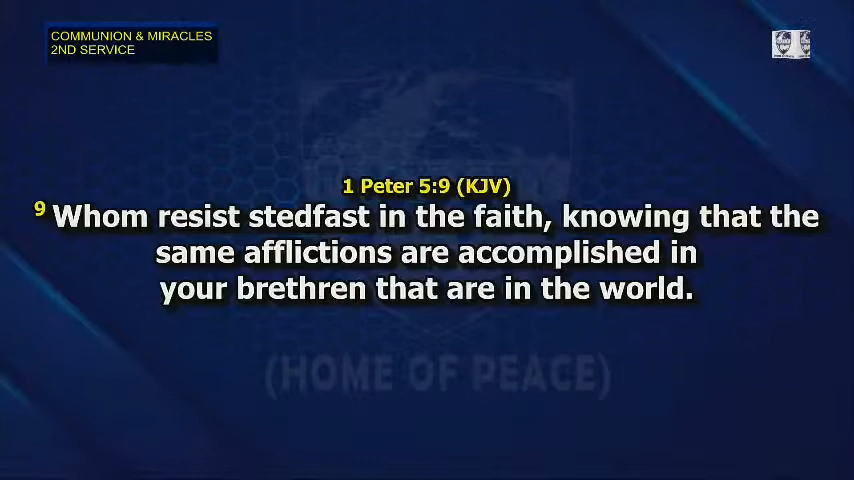 COMMUNION & MIRACLES
2ND SERVICE
1 Peter 5:9 (KJV)
9 Whom resist stedfast in the faith, knowing that the
same afflictions are accomplished in
your brethren that are in the world.
(HOME OF PEACE)